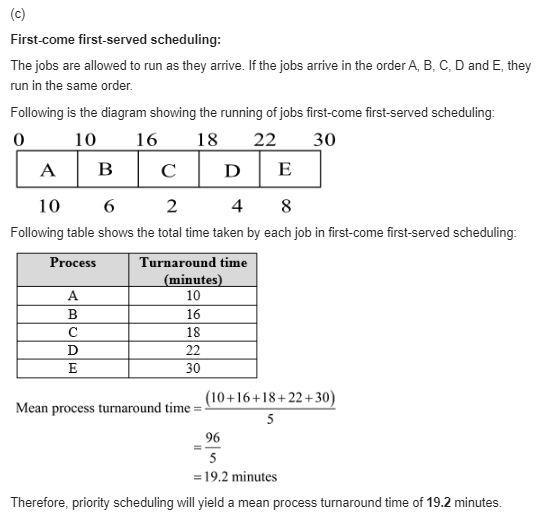 (c)
First-come first-served scheduling:
The jobs are allowed to run as they arrive. If the jobs arrive in the order A, B, C, D and E, they
run in the same order.
Following is the diagram showing the running of jobs first-come first-served scheduling:
0 10 16 18 22 30
A B C D E
10 6 2 4 8
Following table shows the total time taken by each job in first-come first-served scheduling:
Process Turnaround time
(minutes)
A 10
B 16
C 18
D 22
E 30
Mean process turnaround time = (10+16+18+22+30)
5
= 96
5
= 19.2 minutes
Therefore, priority scheduling will yield a mean process turnaround time of 19.2 minutes.